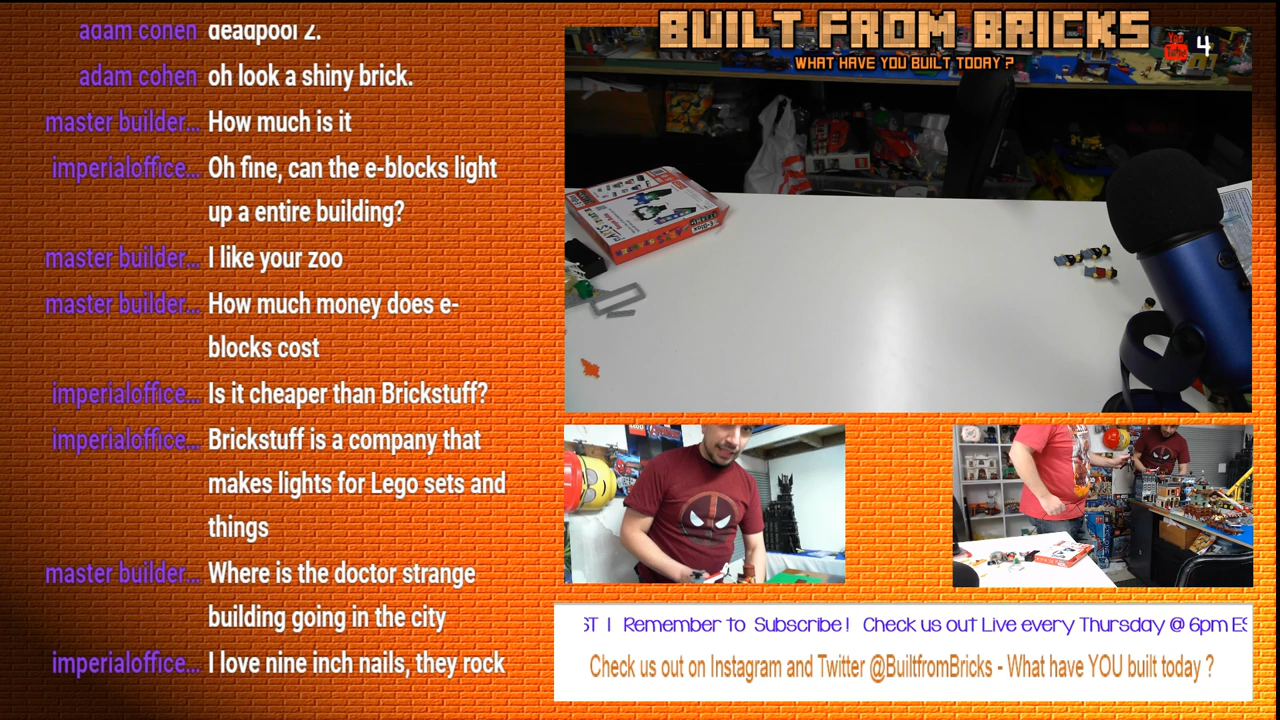 adam cohen deadpool 2.
adam cohen oh look a shiny brick.
master builder... How much is it
imperialoffice... Oh fine, can the e-blocks light
up a entire building?
master builder... I like your zoo
master builder... How much money does e-
blocks cost
imperialoffice... Is it cheaper than Brickstuff?
imperialoffice... Brickstuff is a company that
makes lights for Lego sets and
things
master builder... Where is the doctor strange
building going in the city
imperialoffice... I love nine inch nails, they rock
BUILT FROM BRICKS
WHAT HAVE YOU BUILT TODAY ?
You Tube 4
ST | Remember to Subscribe! Check us out Live every Thursday @ 6pm ES
Check us out on Instagram and Twitter @BuiltfromBricks - What have YOU built today ?